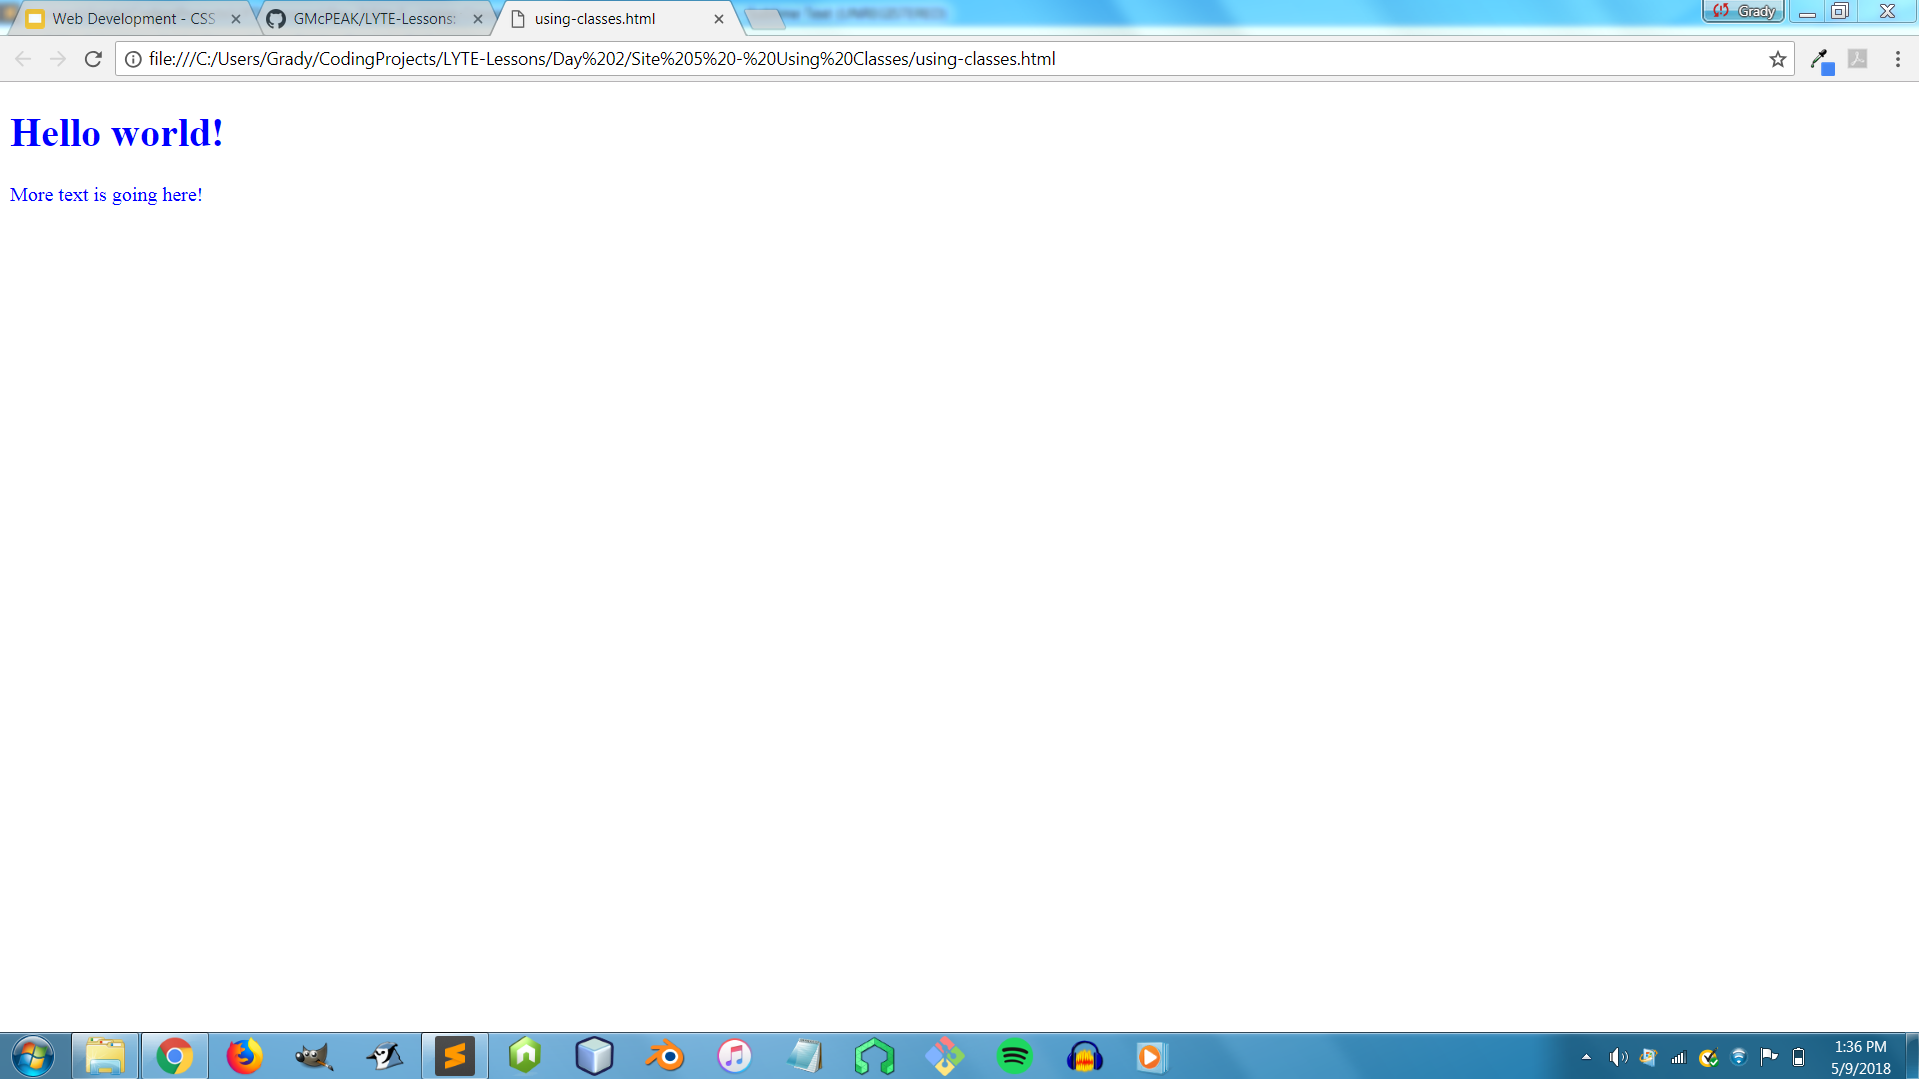 Web Development - CSS
GMcPEAK/LYTE-Lessons:
using-classes.html
Grady
file:///C:/Users/Grady/CodingProjects/LYTE-Lessons/Day%202/Site%205%20-%20Using%20Classes/using-classes.html
Hello world!
More text is going here!
1:36 PM
5/9/2018